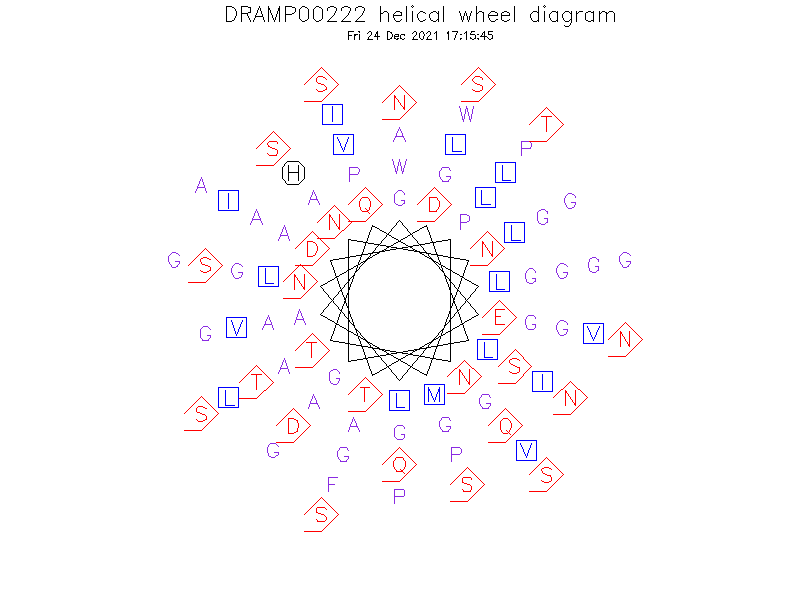 DRAMP00222 helical wheel diagram
Fri 24 Dec 2021 17:15:45
S S
N
I W
T
A
V L
S P
W
H P G L
A
I A G L G
Q D
A N P G
A L
D N
G S G G
G L G G
N L
A E
V A G G
G V N
T L
A S
T G N I
L T L M N
A G
S
D A G G Q
G G P V
Q
S
F S
P
S